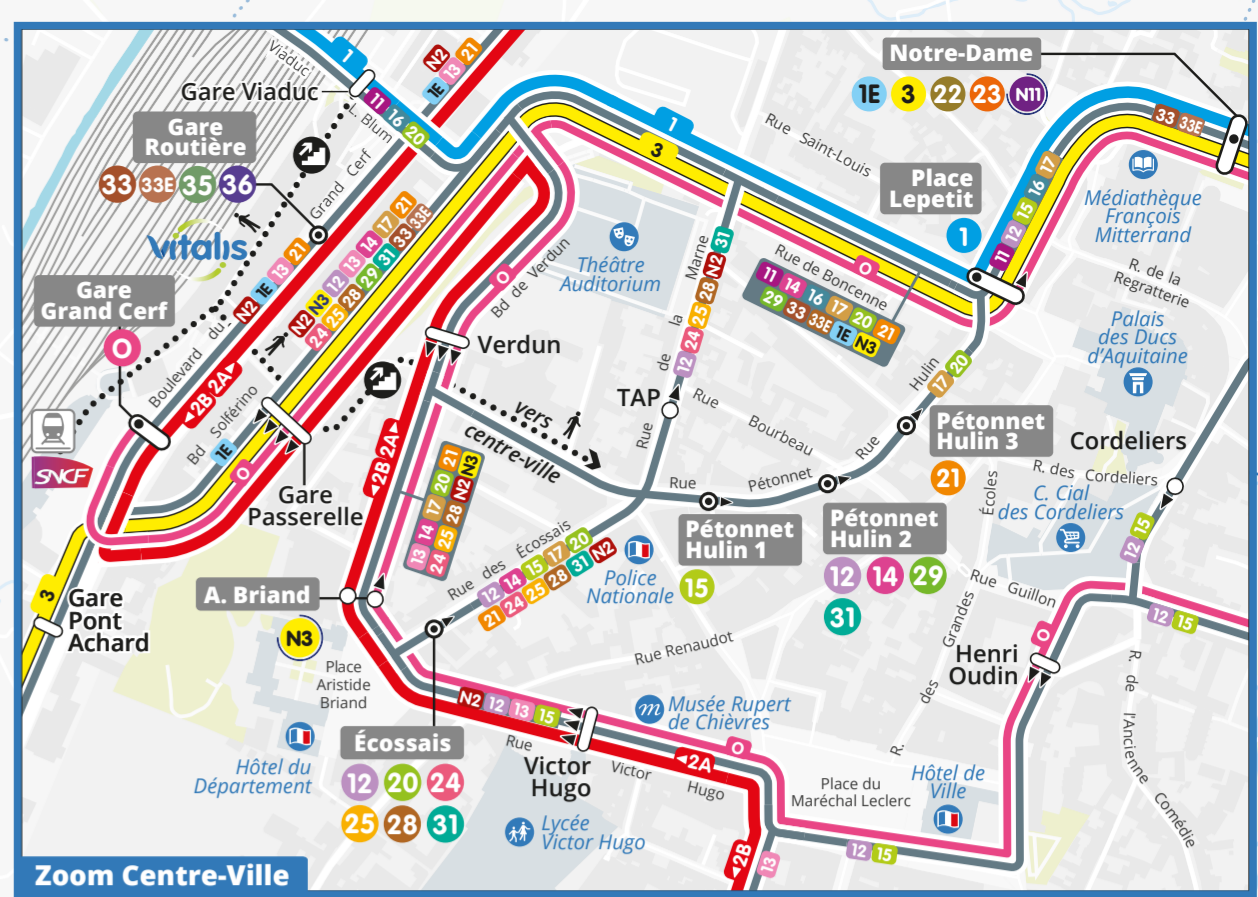 Viaduc
1
N2
21
1E
13
Gare Viaduc
11
16
20
L. Blum
Gare
Routière
33
33E
35
36
Grand Cerf
vitalis
Gare
Grand Cerf
O
SNCF
Boulevard du
N2
1E
13
21
2B 2A
N2
N3
12
13
14
17
21
24
25
28
29
31
33
33E
Bd Solférino
1E
O
Gare
Passerelle
3
Gare
Pont
Achard
1
3
O
Bd de Verdun
Verdun
vers
centre-ville
2B 2A
21
N3
20
N2
17
28
14
25
13
24
Théâtre
Auditorium
Rue Saint-Louis
Rue de la Marne
12
24
25
28
N2
31
TAP
Rue de Boncenne
O
11
14
16
17
20
21
29
33
33E
1E
N3
Rue
Bourbeau
Notre-Dame
1E
3
22
23
N11
33
33E
Place
Lepetit
1
11
12
15
16
17
Médiathèque
François
Mitterrand
R. de la
Regratterie
Palais
des Ducs
d'Aquitaine
Rue Pétonnet
Rue Hulin
17
20
Pétonnet
Hulin 1
15
Pétonnet
Hulin 2
12
14
29
31
Pétonnet
Hulin 3
21
Cordeliers
R. des Cordeliers
C. Cial
des Cordeliers
12
15
R. des Grandes Écoles
Rue Guillon
O
12
15
Henri
Oudin
R. de l'Ancienne Comédie
A. Briand
N3
Place
Aristide
Briand
Rue des Écossais
12
14
15
17
20
21
24
25
28
31
N2
Police
Nationale
Rue Renaudot
Écossais
12
20
24
25
28
31
Hôtel du
Département
N2
12
13
15
Rue Victor Hugo
Victor
Hugo
Musée Rupert
de Chièvres
m
2A
O
Lycée
Victor Hugo
Place du
Maréchal Leclerc
Hôtel de
Ville
12
15
2B
13
Zoom Centre-Ville